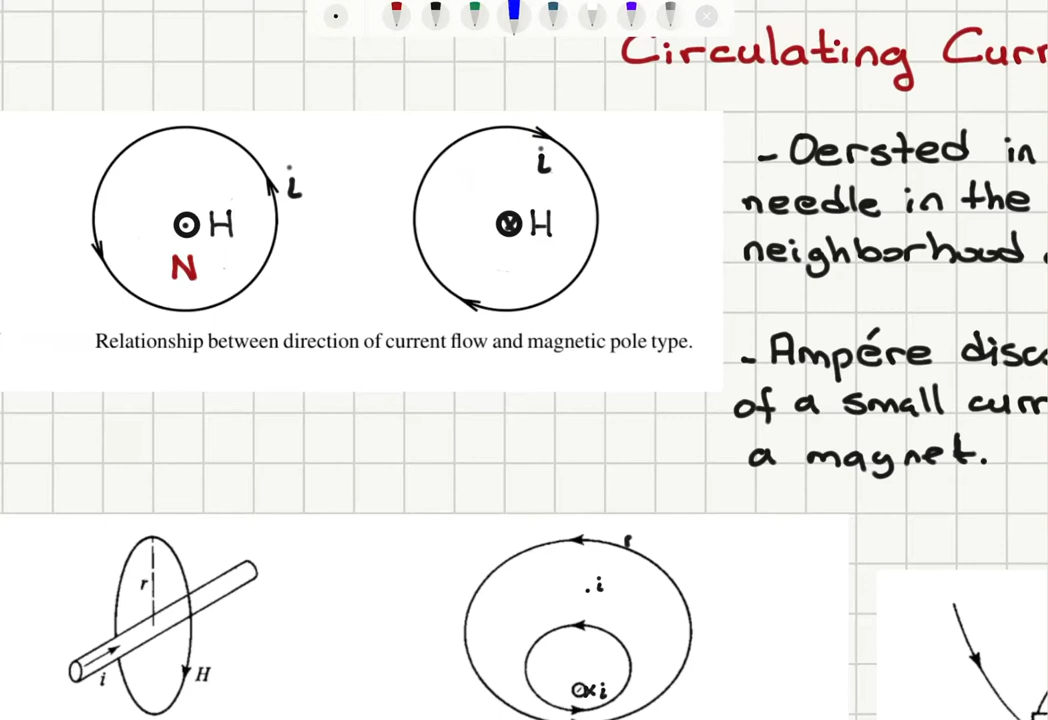 Circulating Curr
i
H
N
i
H
Relationship between direction of current flow and magnetic pole type.
- Oersted in
needle in the
neighborhood
- Ampére disc
of a small curr
a magnet.
r
i
H
r
. i
i